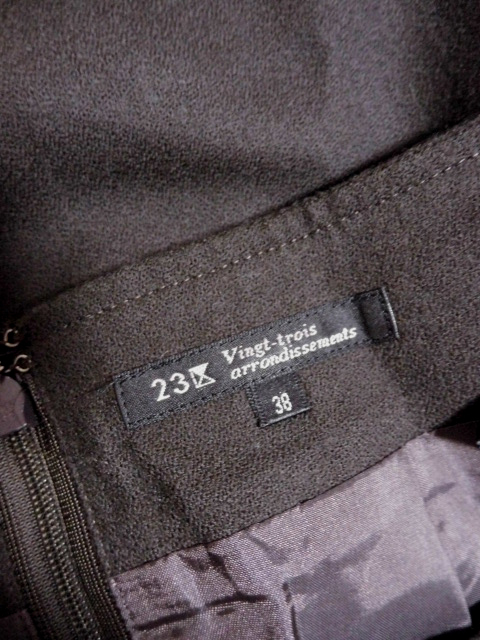 23区
Vingt-trois
arrondissements
38